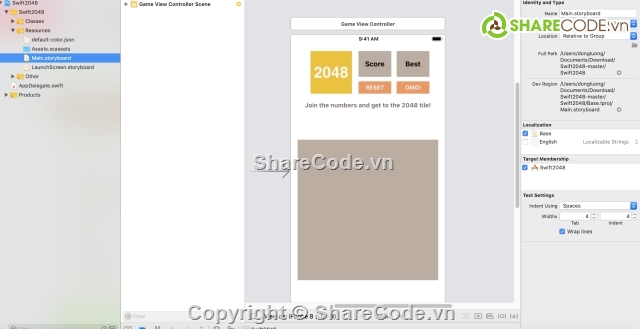 Swift2048
Swift2048
Classes
Resources
default-color.json
Assets.xcassets
Main.storyboard
LaunchScreen.storyboard
Other
AppDelegate.swift
Products
Filter
Game View Controller Scene
Filter
Game View Controller
9:41 AM
2048
Score
Best
RESET
OMG!
Join the numbers and get to the 2048 tile!
ShareCode.vn
Copyright © ShareCode.vn
SHARECODE.VN
Identity and Type
Name Main.storyboard
Location Relative to Group
Full Path /Users/dongluong/
Documents/Download/
Swift2048-master/
Swift2048
Dev Region /Users/dongluong/
Documents/Download/
Swift2048-master/
Swift2048/Base.lproj/
Main.storyboard
Localization
Base
English Localizable Strings
Target Membership
Swift2048
Text Settings
Indent Using Spaces
Widths 4 4
Tab Indent
Wrap lines